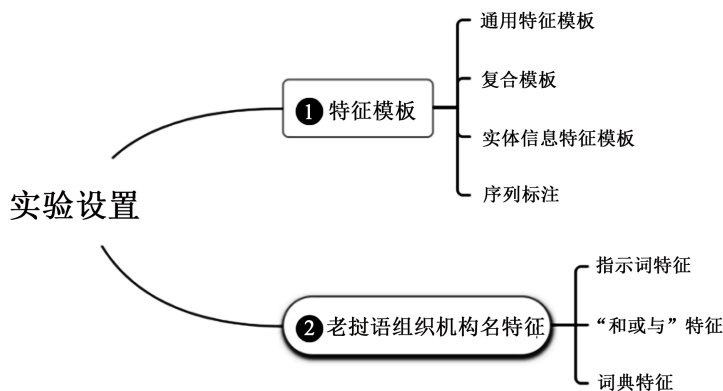 实验设置
❶ 特征模板
通用特征模板
复合模板
实体信息特征模板
序列标注
❷ 老挝语组织机构名特征
指示词特征
“和或与”特征
词典特征